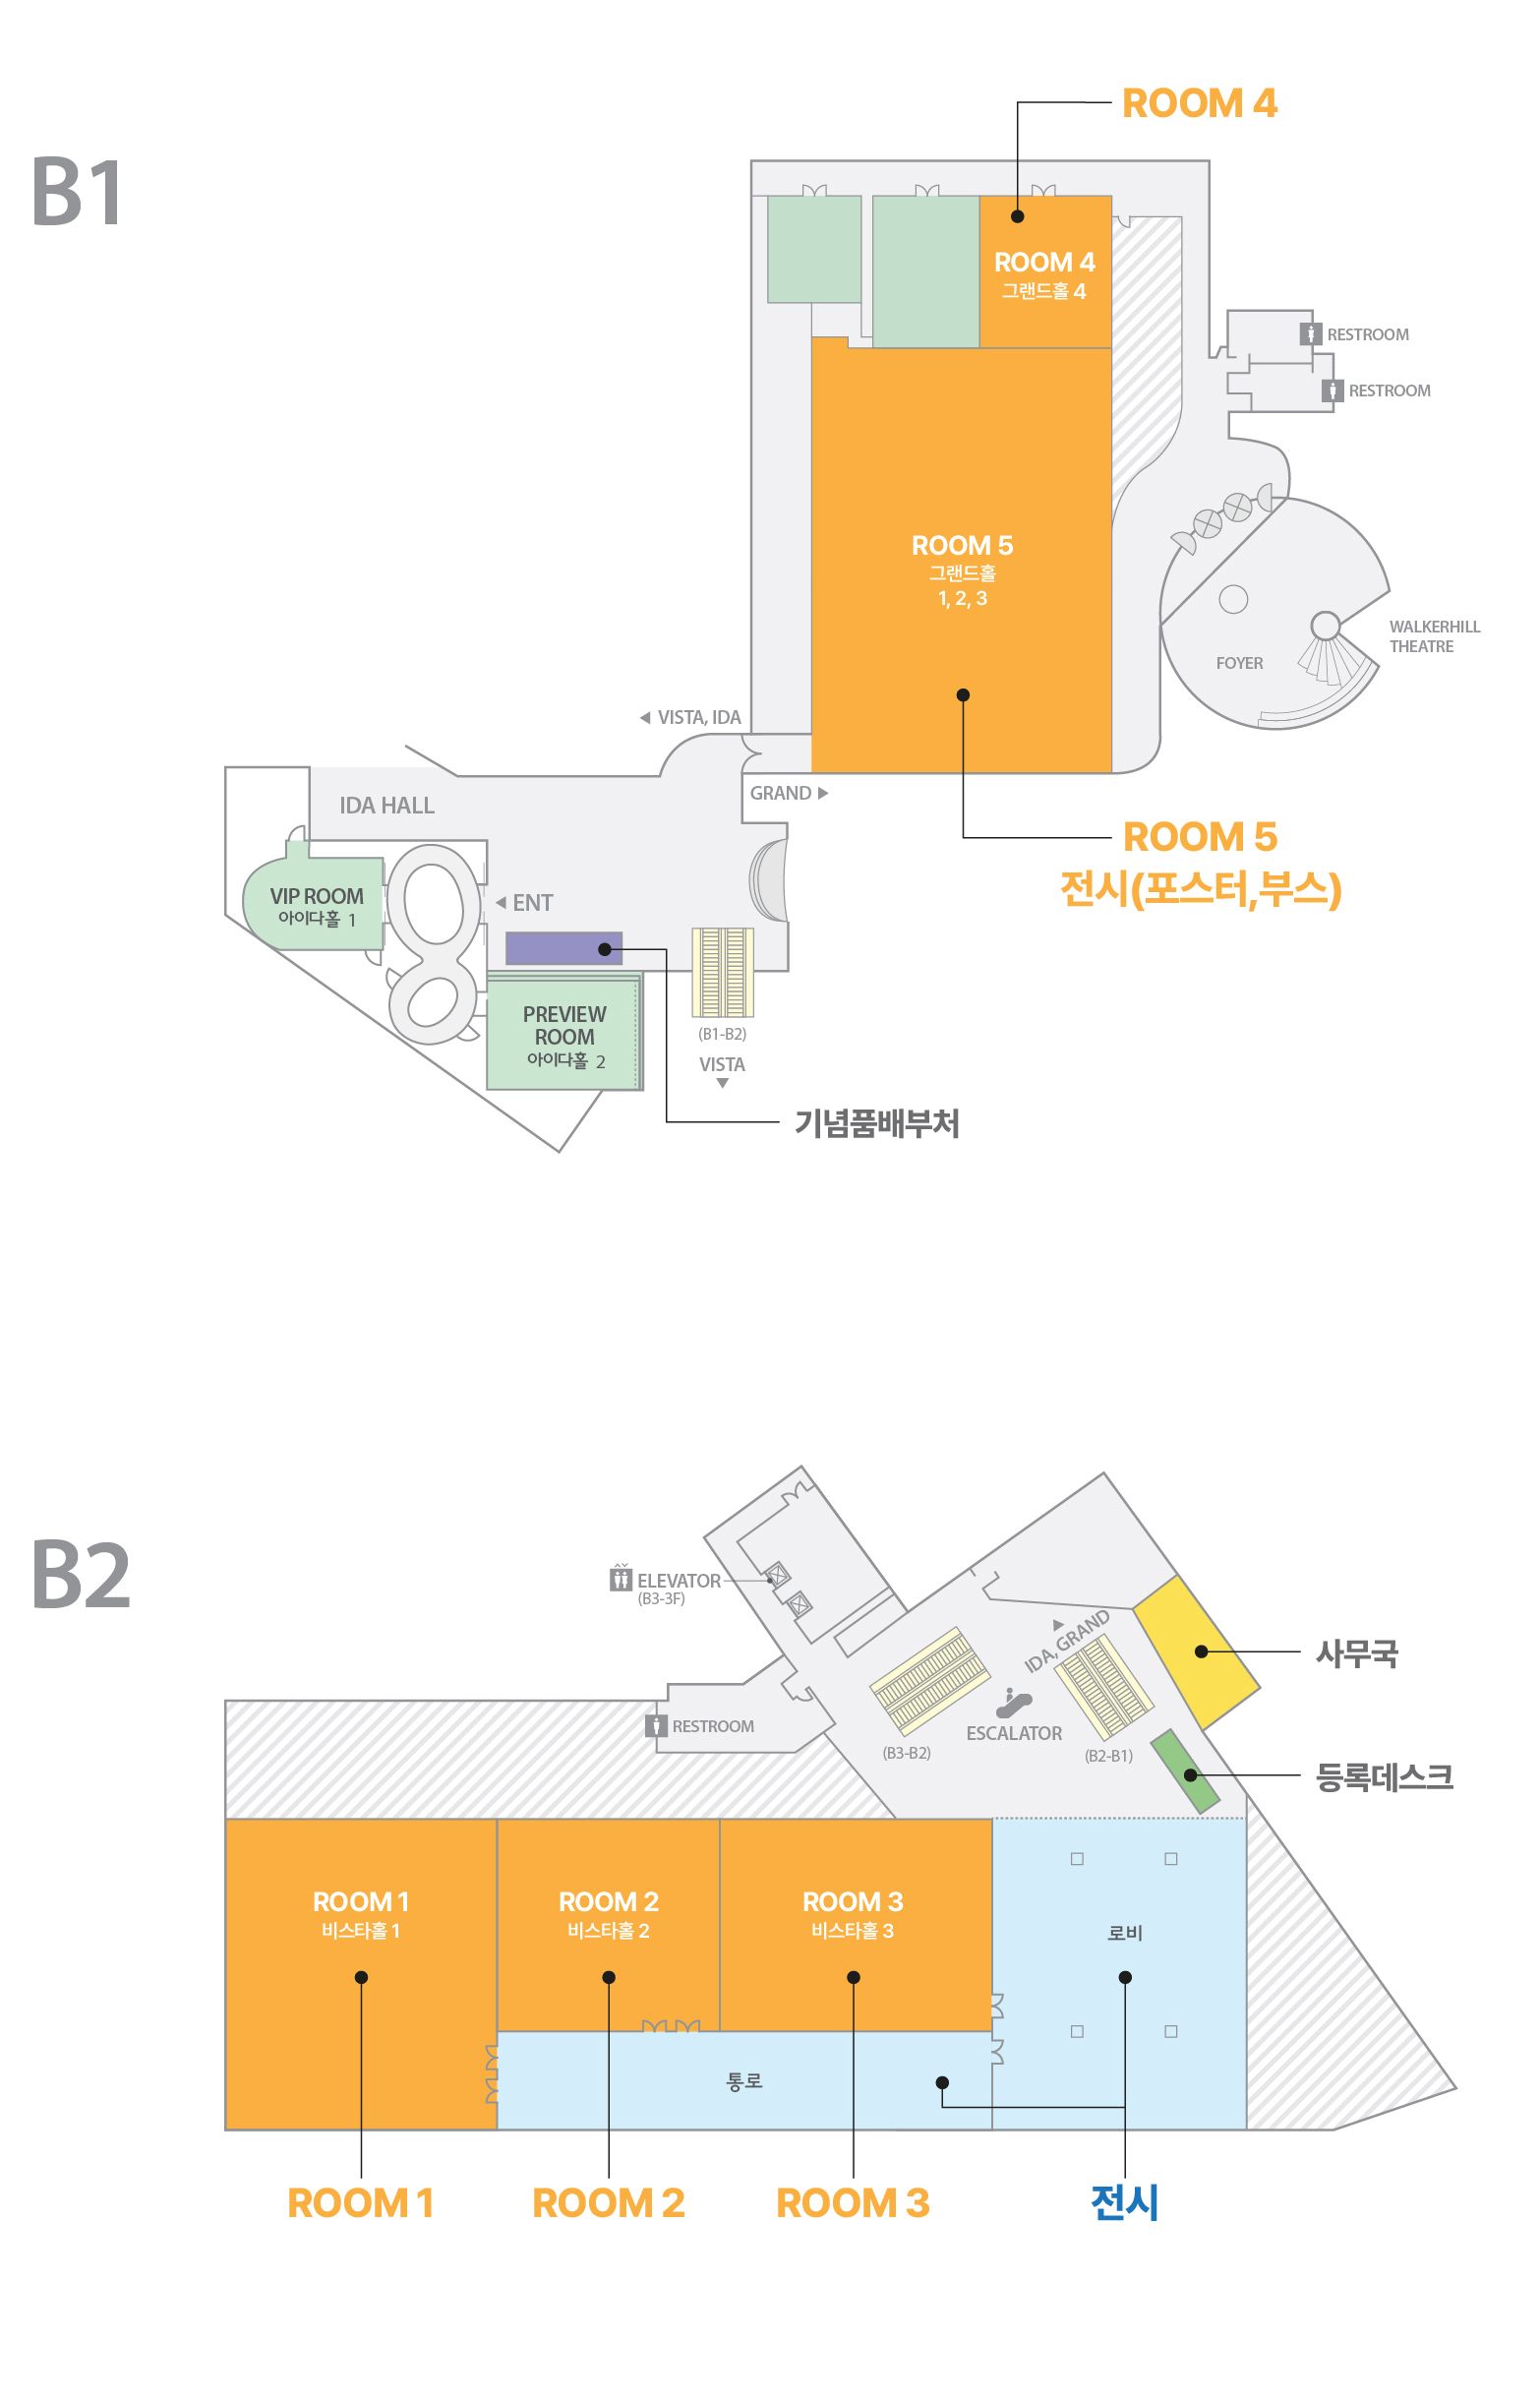 B1
ROOM 4
ROOM 4
그랜드홀 4
RESTROOM
RESTROOM
ROOM 5
그랜드홀
1, 2, 3
WALKERHILL
THEATRE
FOYER
VISTA, IDA
GRAND
IDA HALL
ROOM 5
전시(포스터,부스)
VIP ROOM
아이다홀 1
ENT
PREVIEW
ROOM
아이다홀 2
(B1-B2)
VISTA
기념품배부처
B2
ELEVATOR
(B3-3F)
IDA, GRAND
사무국
RESTROOM
ESCALATOR
(B3-B2)
(B2-B1)
등록데스크
ROOM 1
비스타홀 1
ROOM 2
비스타홀 2
ROOM 3
비스타홀 3
로비
통로
ROOM 1
ROOM 2
ROOM 3
전시